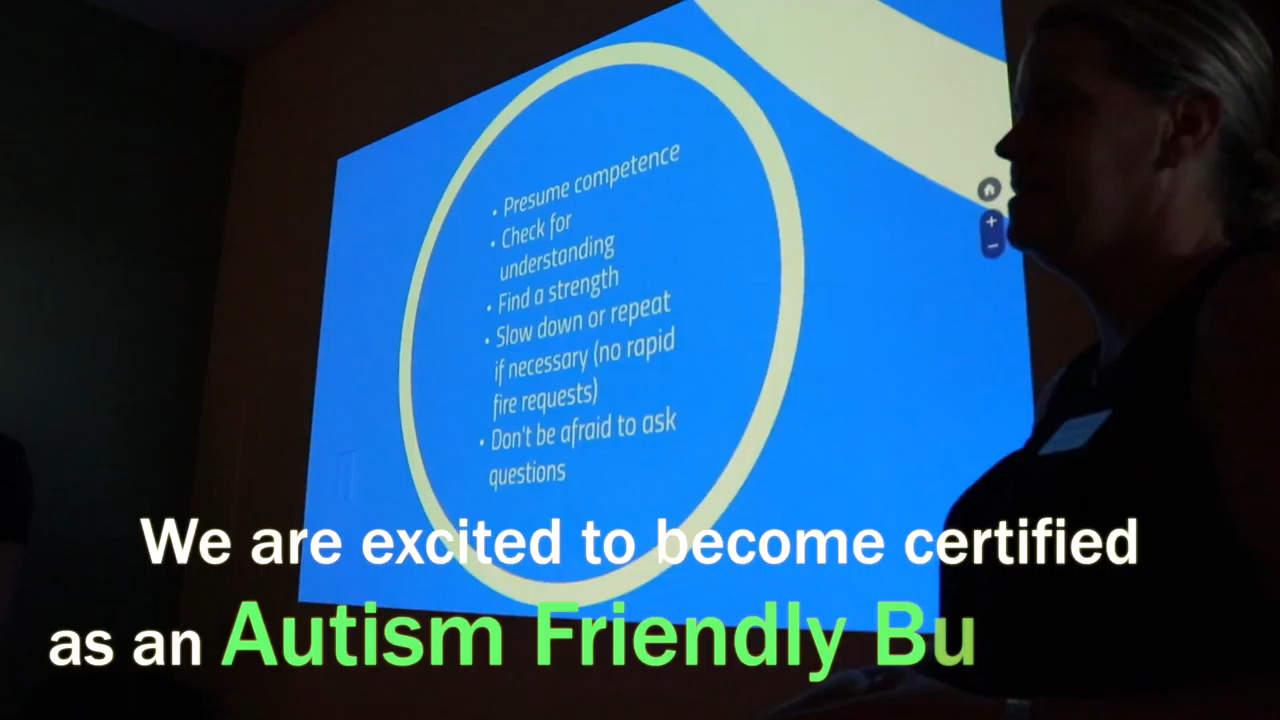 • Presume competence
• Check for
understanding
• Find a strength
• Slow down or repeat
if necessary (no rapid
fire requests)
• Don't be afraid to ask
questions
We are excited to become certified
as an Autism Friendly Bu